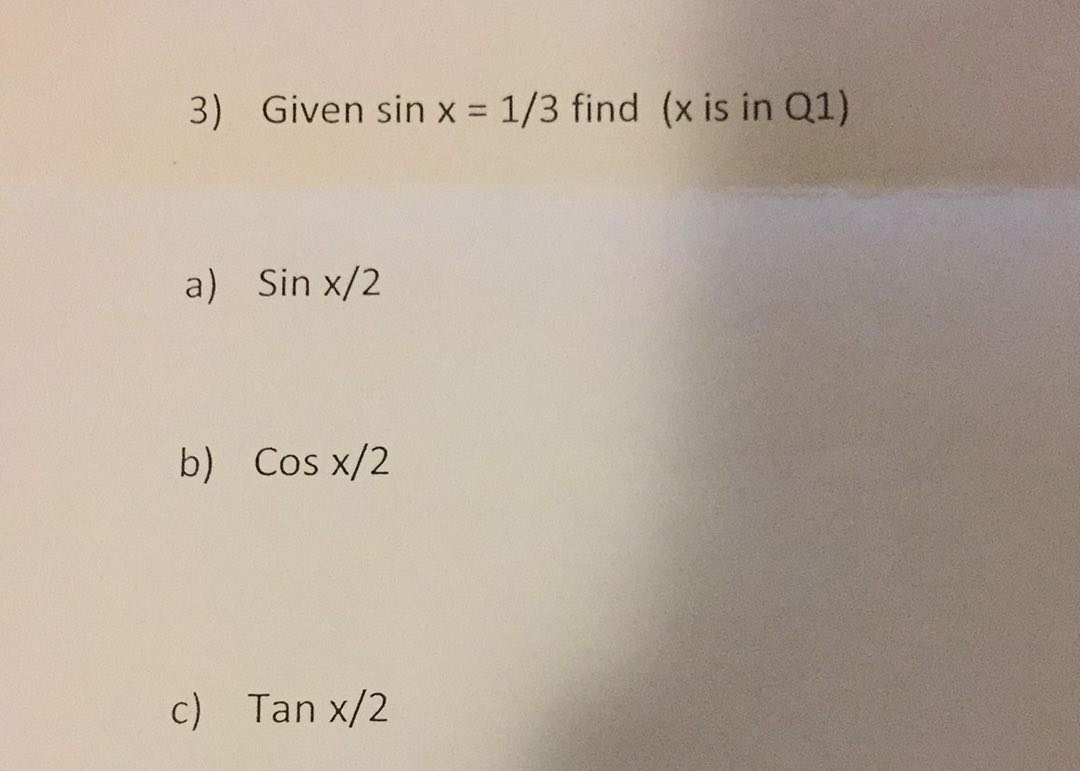 3) Given sin x = 1/3 find (x is in Q1)
a) Sin x/2
b) Cos x/2
c) Tan x/2